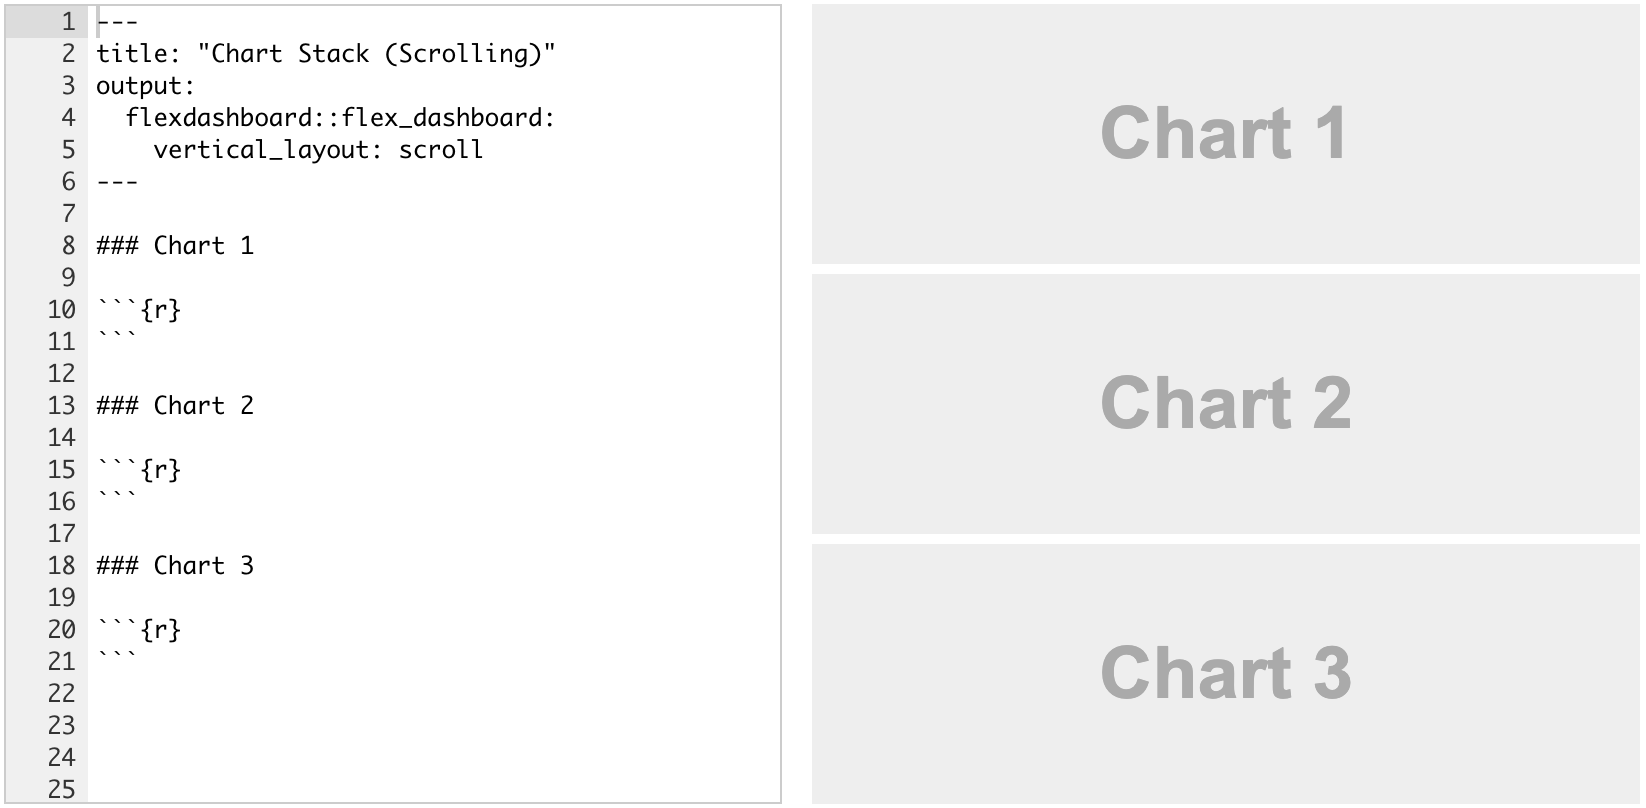 1 ---
2 title: "Chart Stack (Scrolling)"
3 output:
4   flexdashboard::flex_dashboard:
5     vertical_layout: scroll
6 ---
7
8 ### Chart 1
9
10 ```{r}
11 ```
12
13 ### Chart 2
14
15 ```{r}
16 ```
17
18 ### Chart 3
19
20 ```{r}
21 ```
22
23
24
25
Chart 1
Chart 2
Chart 3